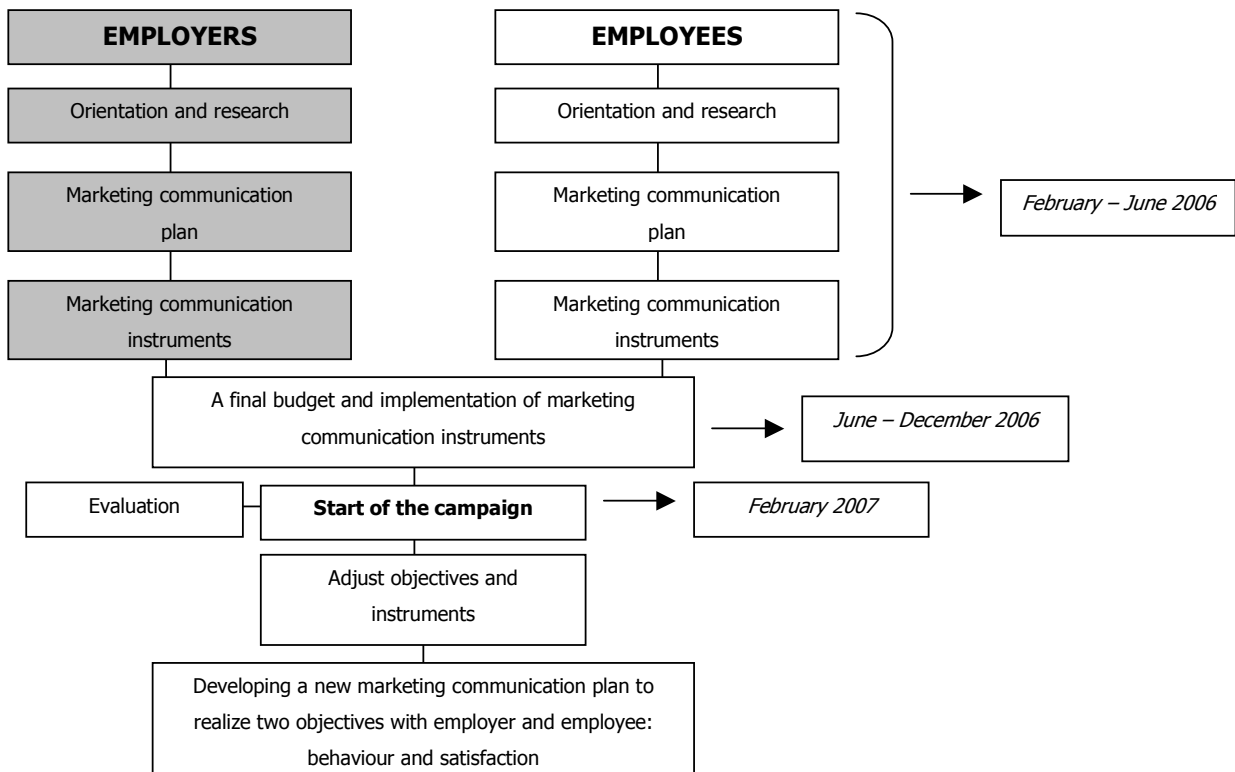 EMPLOYERS
EMPLOYEES
Orientation and research
Orientation and research
Marketing communication
plan
Marketing communication
plan
February – June 2006
Marketing communication
instruments
Marketing communication
instruments
A final budget and implementation of marketing
communication instruments
June – December 2006
Evaluation
Start of the campaign
February 2007
Adjust objectives and
instruments
Developing a new marketing communication plan to
realize two objectives with employer and employee:
behaviour and satisfaction